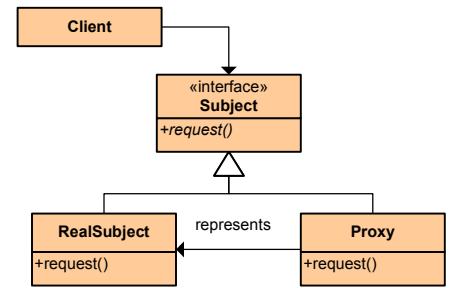 Client
«interface»
Subject
+request()
RealSubject
+request()
represents
Proxy
+request()